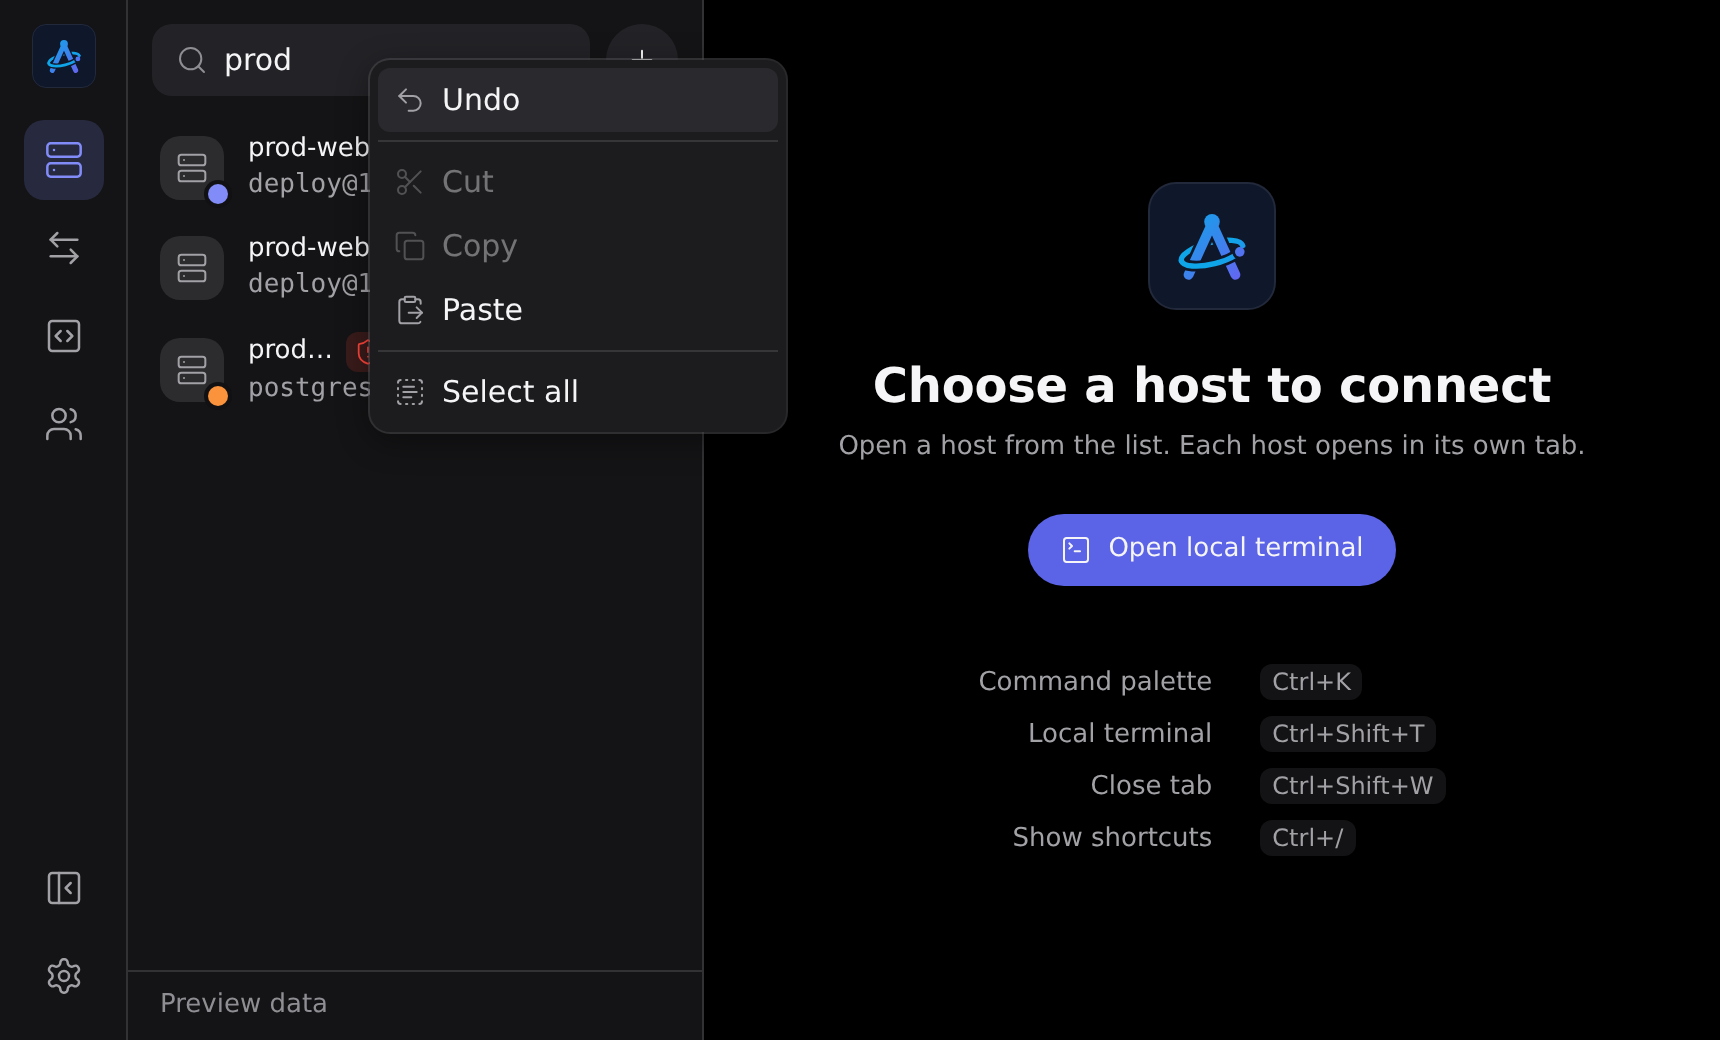 prod
Undo
Cut
Copy
Paste
Select all
prod-web
deploy@1
prod-web
deploy@1
prod...
postgres
Preview data
Choose a host to connect
Open a host from the list. Each host opens in its own tab.
Open local terminal
Command palette Ctrl+K
Local terminal Ctrl+Shift+T
Close tab Ctrl+Shift+W
Show shortcuts Ctrl+/